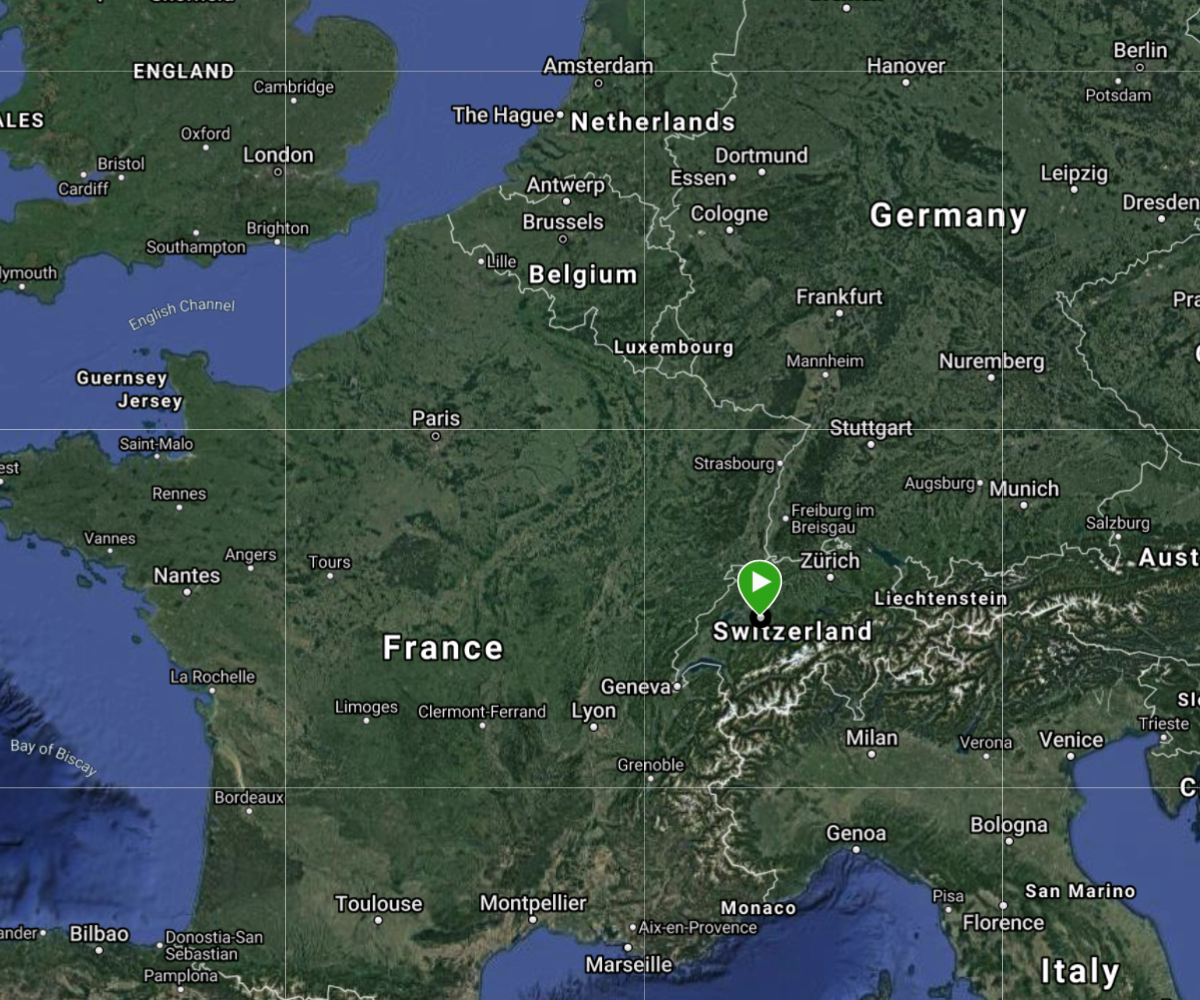 ENGLAND
Cambridge
Amsterdam
Hanover
Berlin
Potsdam
ALES
The Hague
Netherlands
Oxford
London
Bristol
Cardiff
Dortmund
Essen
Leipzig
Antwerp
Brussels
Cologne
Germany
Dresden
Brighton
Southampton
lymouth
Lille
Belgium
English Channel
Frankfurt
Pra
Luxembourg
Mannheim
Nuremberg
Guernsey
Jersey
Paris
Stuttgart
Saint-Malo
est
Strasbourg
Augsburg
Munich
Rennes
Freiburg im
Breisgau
Salzburg
Vannes
Angers
Tours
Zürich
Aust
Nantes
Liechtenstein
Switzerland
France
La Rochelle
Geneva
Limoges
Clermont-Ferrand
Lyon
Slo
Trieste
Milan
Verona
Venice
Bay of Biscay
Grenoble
C
Bordeaux
Genoa
Bologna
Toulouse
Montpellier
Monaco
Pisa
San Marino
Florence
Aix-en-Provence
ander
Bilbao
Donostia-San
Sebastian
Pamplona
Marseille
Italy